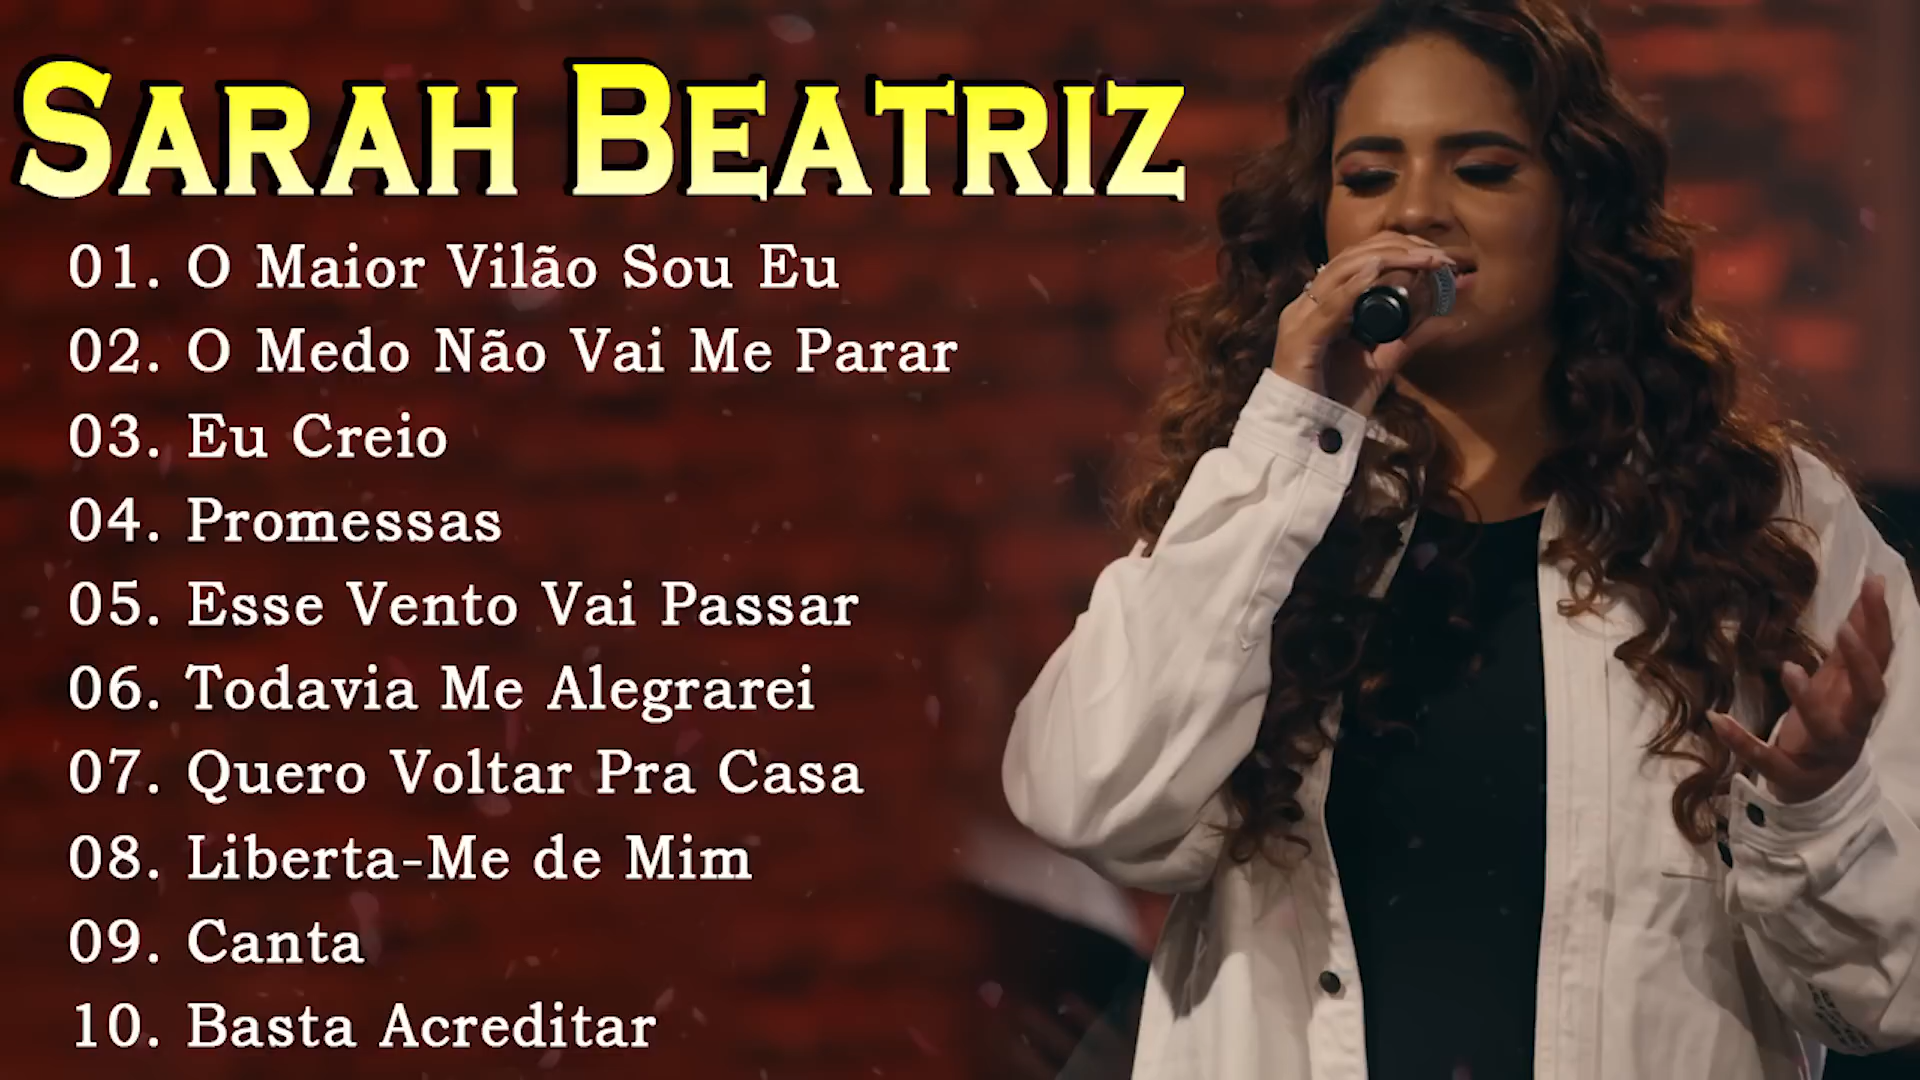 SARAH BEATRIZ
01. O Maior Vilão Sou Eu
02. O Medo Não Vai Me Parar
03. Eu Creio
04. Promessas
05. Esse Vento Vai Passar
06. Todavia Me Alegrarei
07. Quero Voltar Pra Casa
08. Liberta-Me de Mim
09. Canta
10. Basta Acreditar